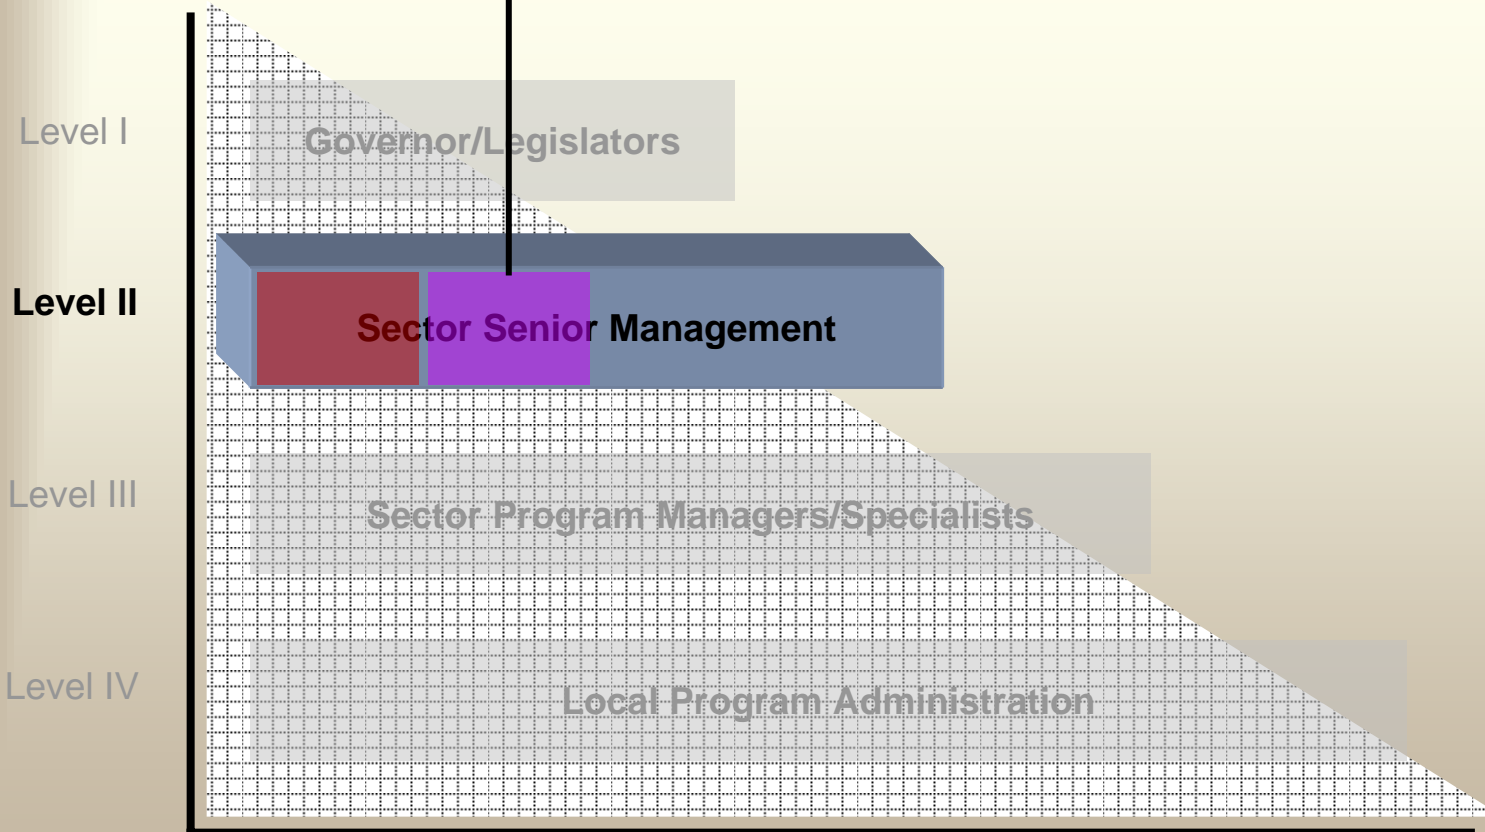 Level I
Governor/Legislators
Level II
Sector Senior Management
Level III
Sector Program Managers/Specialists
Level IV
Local Program Administration